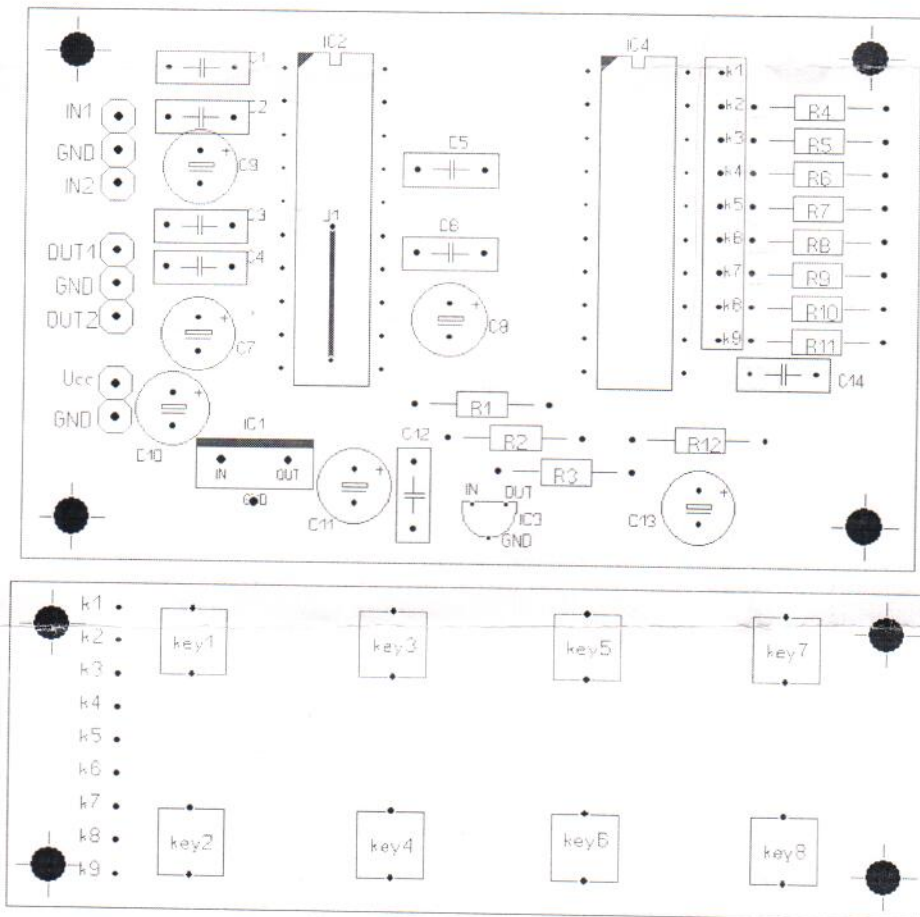 IC2
IC4
C1
k1
IN1
C2
k2
R4
GND
C9
C5
k3
R5
IN2
k4
R6
C3
J1
k5
R7
OUT1
C4
C6
k6
R8
GND
k7
R9
OUT2
C7
C8
k8
R10
k9
R11
Ucc
C14
GND
R1
IC1
C12
R2
R12
C10
IN
OUT
R3
GND
IN
OUT
C11
IC3
C13
GND
k1
k2
key1
key3
key5
key7
k3
k4
k5
k6
k7
k8
key2
key4
key6
key8
k9